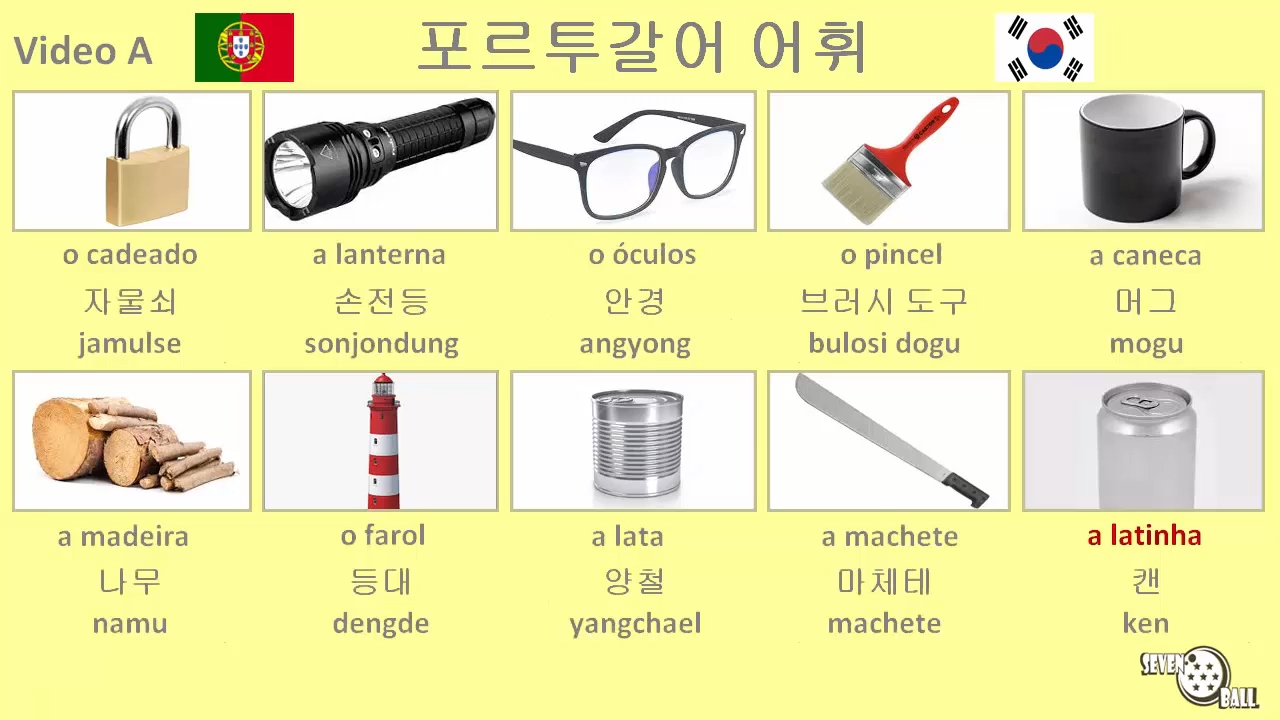 Video A
포르투갈어 어휘
o cadeado
a lanterna
o óculos
o pincel
a caneca
자물쇠
손전등
안경
브러시 도구
머그
jamulse
sonjondung
angyong
bulosi dogu
mogu
a madeira
o farol
a lata
a machete
a latinha
나무
등대
양철
마체테
캔
namu
dengde
yangchael
machete
ken
SEVEN
BALL